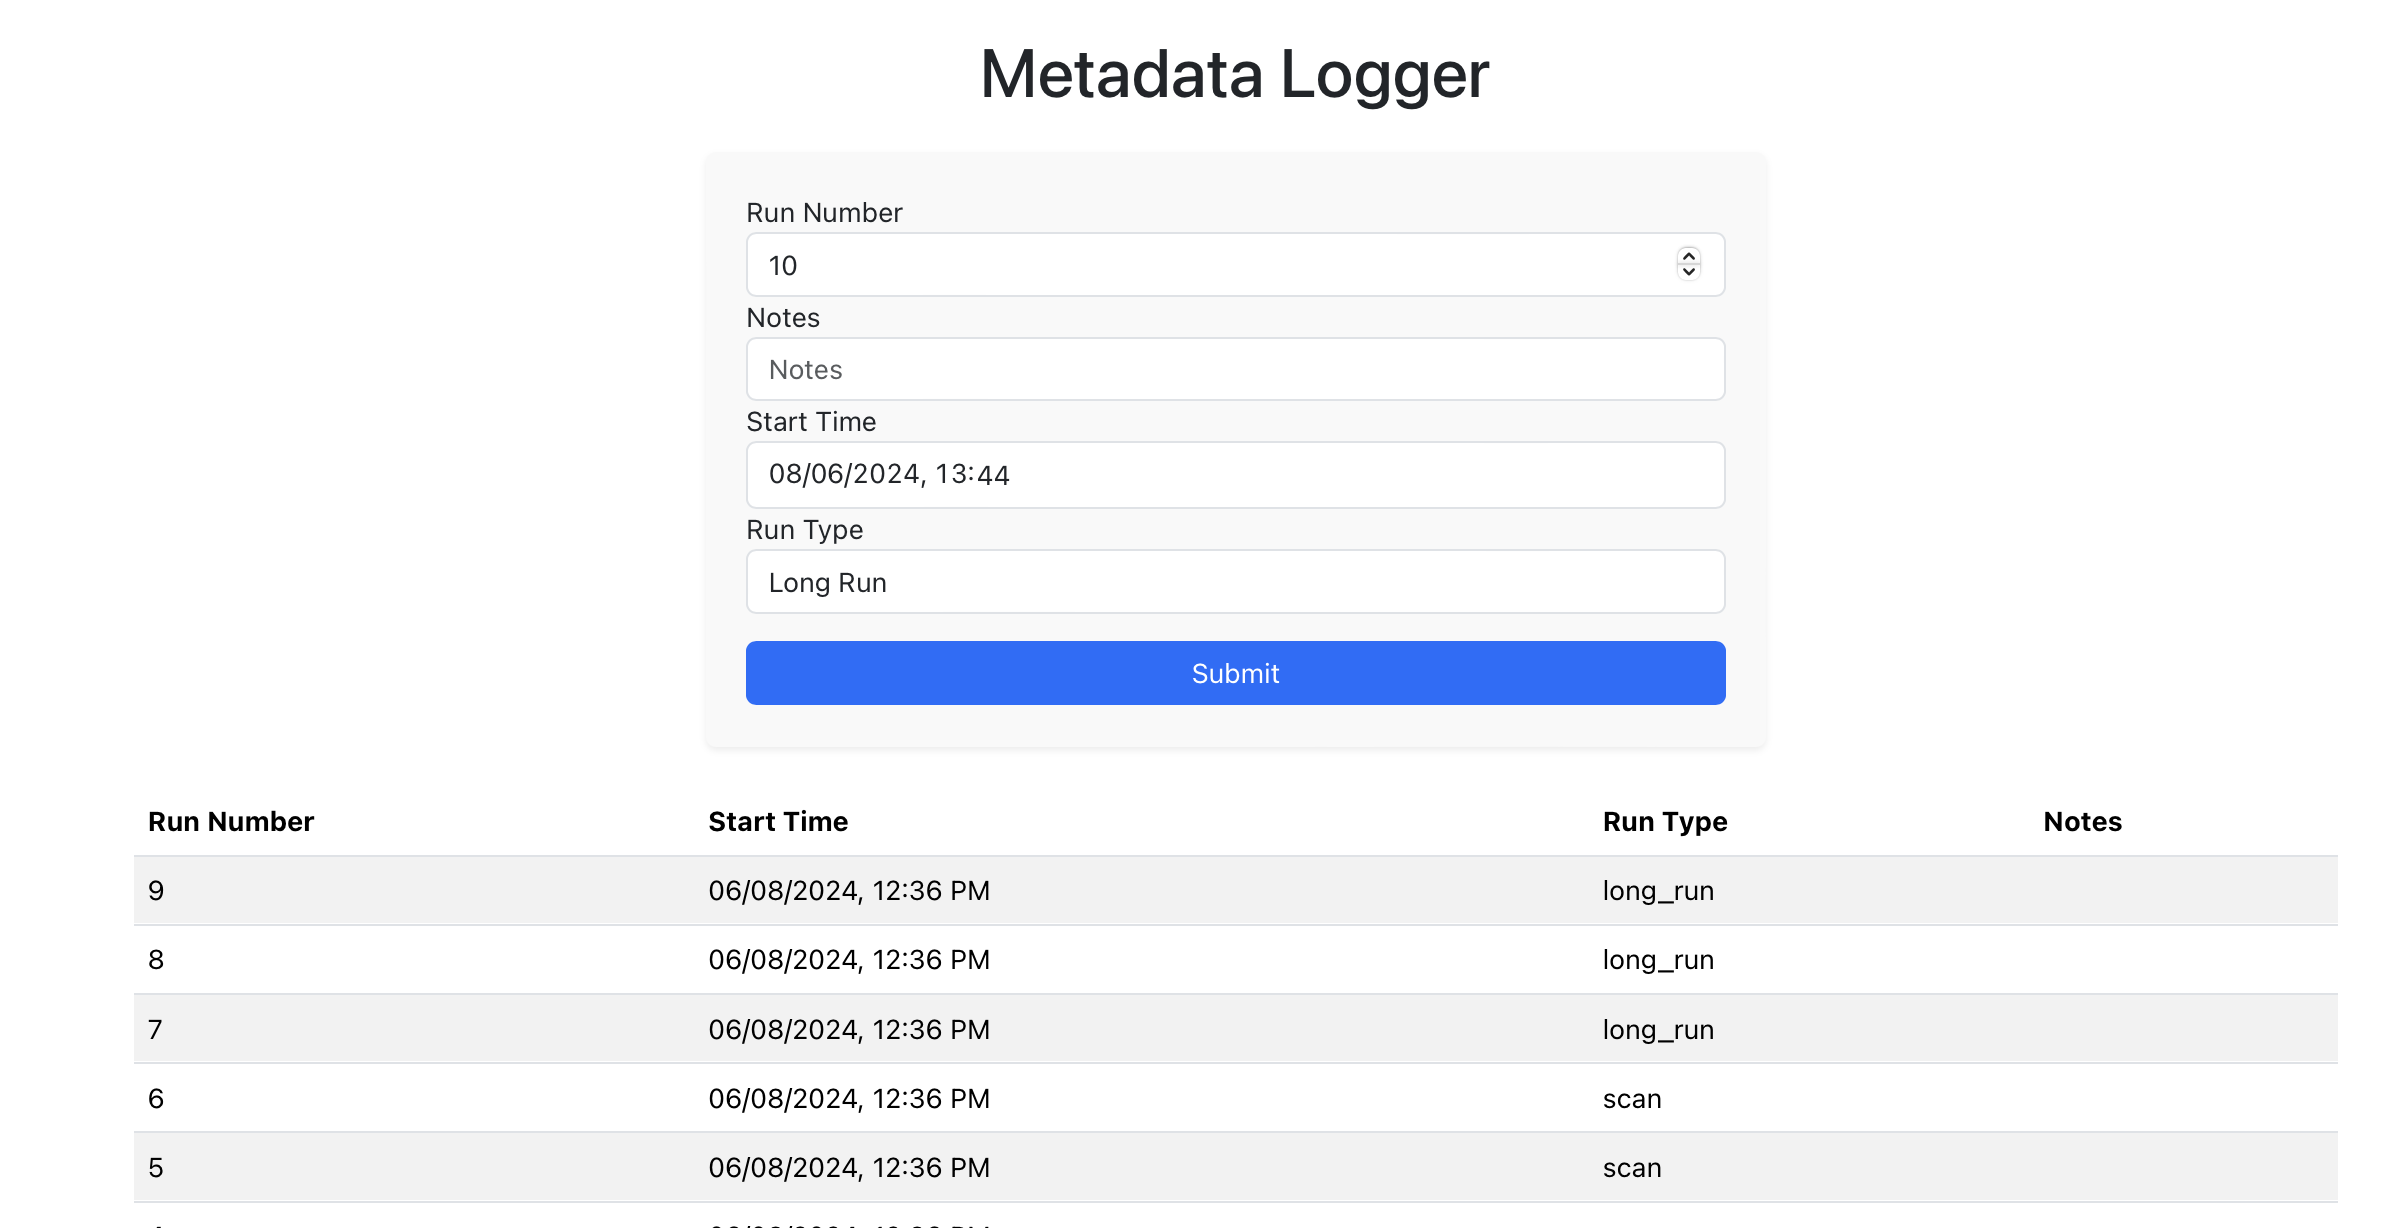 Metadata Logger
Run Number
10
Notes
Notes
Start Time
08/06/2024, 13:44
Run Type
Long Run
Submit
Run Number Start Time Run Type Notes
9 06/08/2024, 12:36 PM long_run
8 06/08/2024, 12:36 PM long_run
7 06/08/2024, 12:36 PM long_run
6 06/08/2024, 12:36 PM scan
5 06/08/2024, 12:36 PM scan